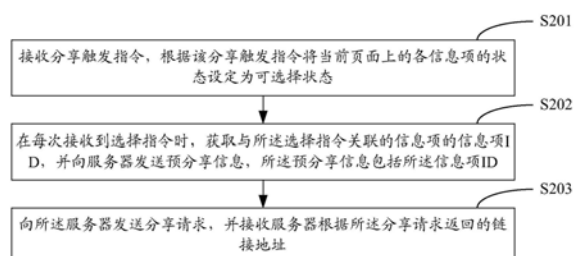 S201
接收分享触发指令，根据该分享触发指令将当前页面上的各信息项的状
态设定为可选择状态
S202
在每次接收到选择指令时，获取与所述选择指令关联的信息项的信息项I
D，并向服务器发送预分享信息，所述预分享信息包括所述信息项ID
S203
向所述服务器发送分享请求，并接收服务器根据所述分享请求返回的链
接地址